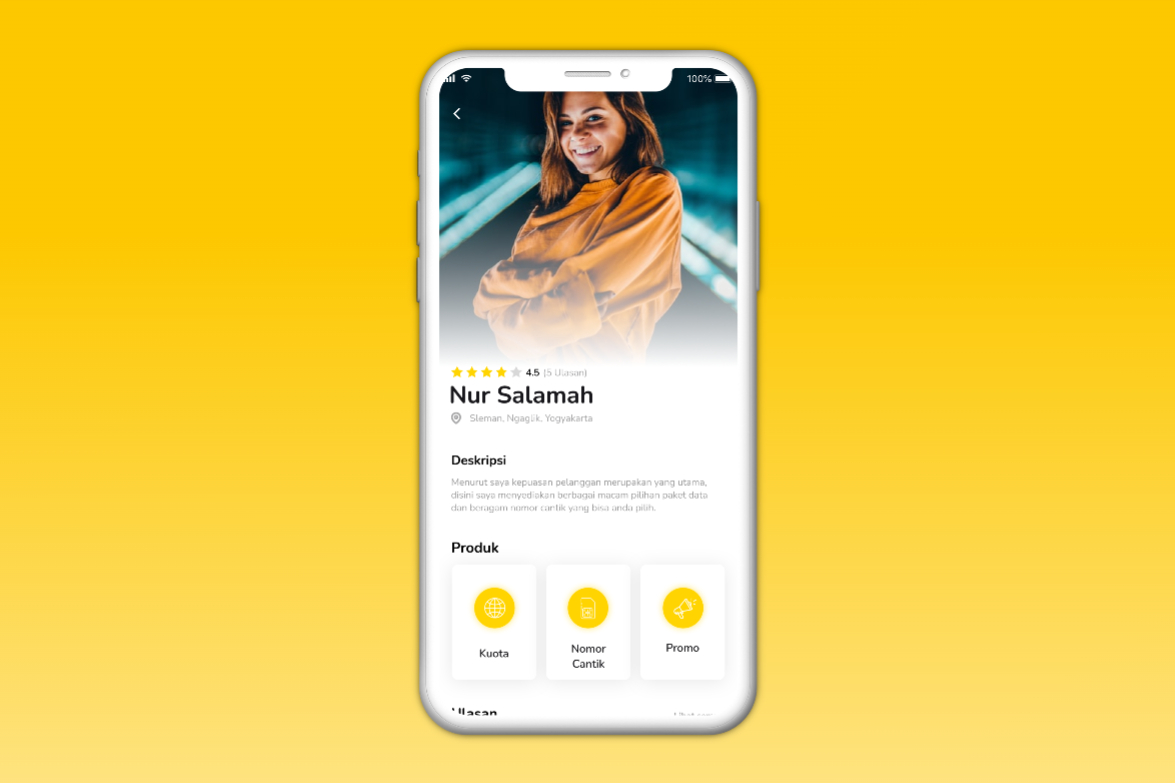 100%
4.5 (5 Ulasan)
Nur Salamah
Sleman, Ngaglik, Yogyakarta
Deskripsi
Menurut saya kepuasan pelanggan merupakan yang utama,
disini saya menyediakan berbagai macam pilihan paket data
dan beragam nomor cantik yang bisa anda pilih.
Produk
Kuota
Nomor
Cantik
Promo
Ulasan